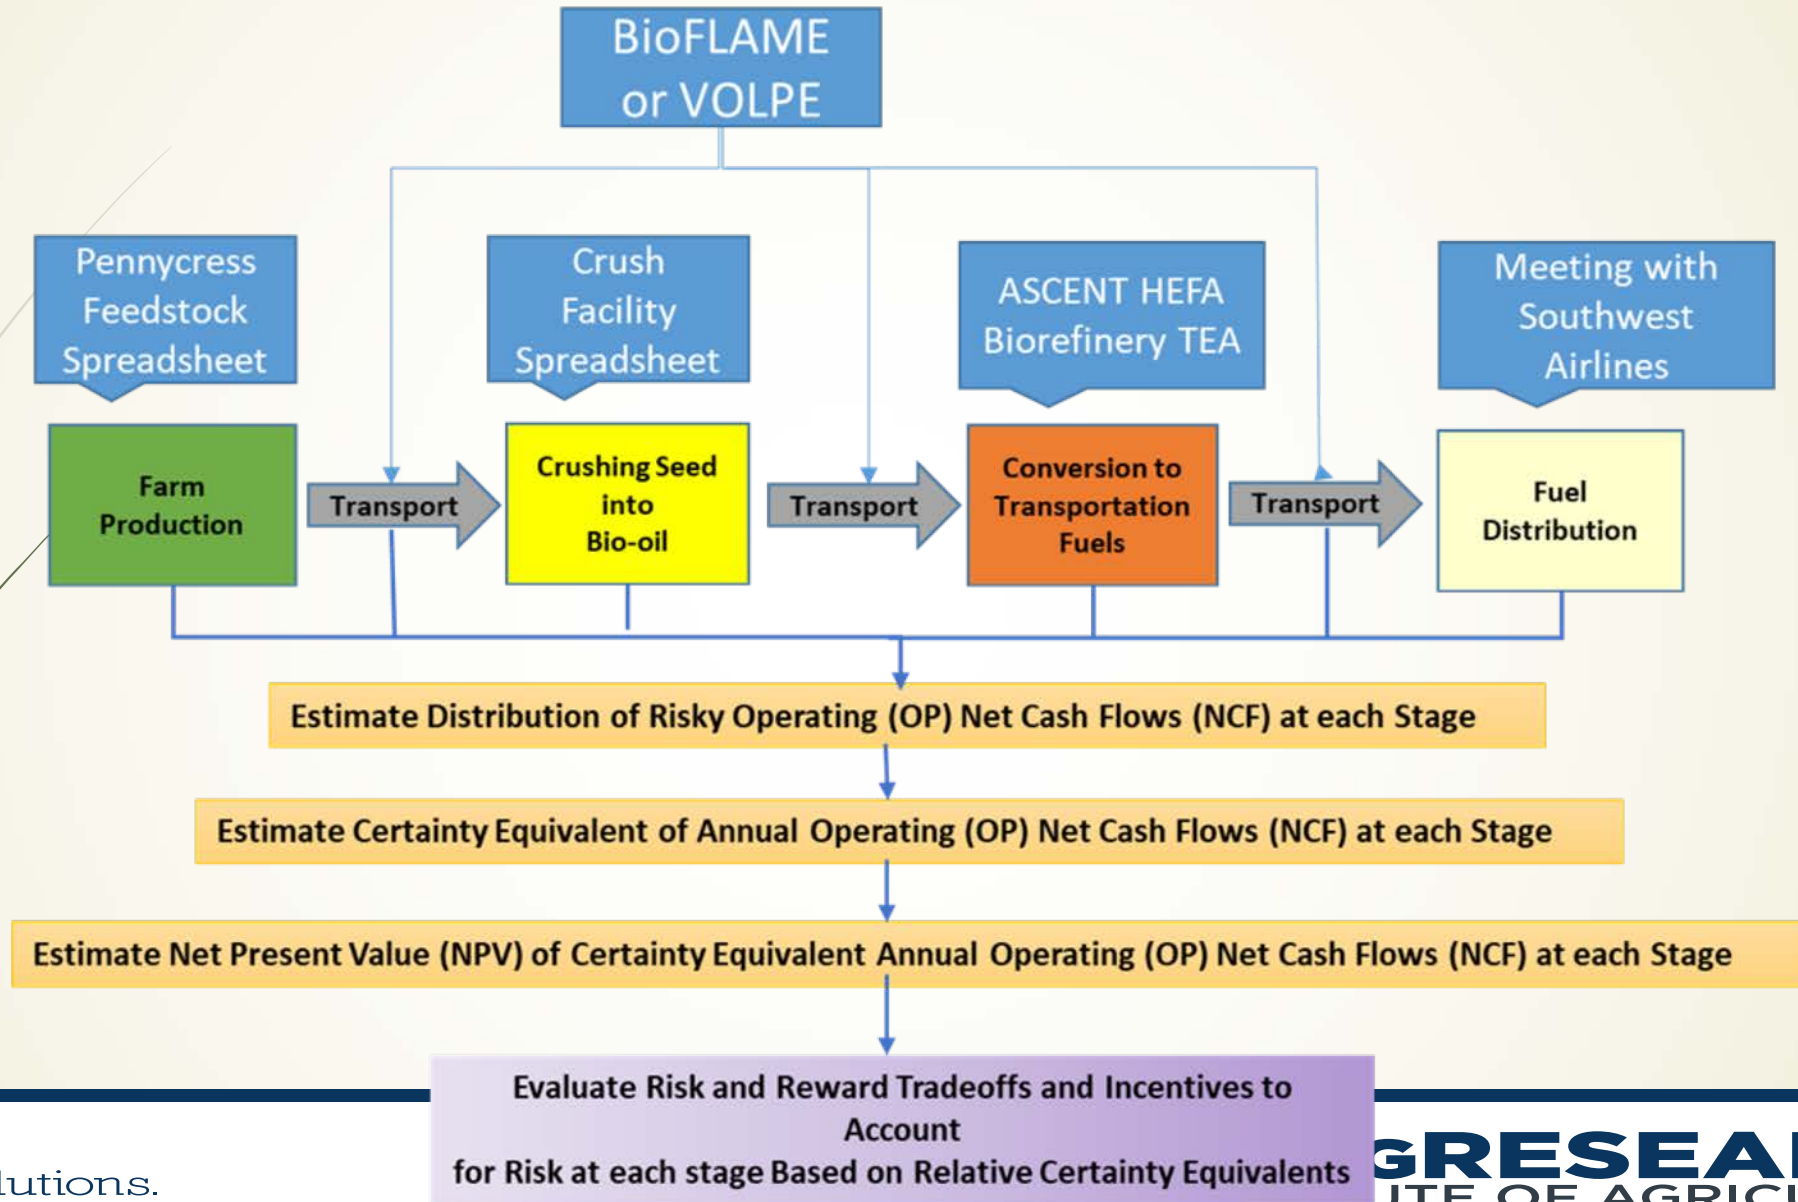 BioFLAME
or VOLPE
Pennycress
Feedstock
Spreadsheet
Crush
Facility
Spreadsheet
ASCENT HEFA
Biorefinery TEA
Meeting with
Southwest
Airlines
Farm
Production
Transport
Crushing Seed
into
Bio-oil
Transport
Conversion to
Transportation
Fuels
Transport
Fuel
Distribution
Estimate Distribution of Risky Operating (OP) Net Cash Flows (NCF) at each Stage
Estimate Certainty Equivalent of Annual Operating (OP) Net Cash Flows (NCF) at each Stage
Estimate Net Present Value (NPV) of Certainty Equivalent Annual Operating (OP) Net Cash Flows (NCF) at each Stage
Evaluate Risk and Reward Tradeoffs and Incentives to
Account
for Risk at each stage Based on Relative Certainty Equivalents
lutions.
GRESEA
UTE OF AGRICU